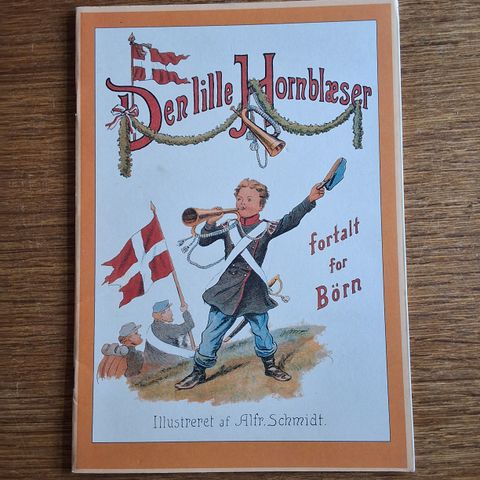 Den lille Hornblæser
fortalt
for
Börn
Illustreret af Alfr. Schmidt.